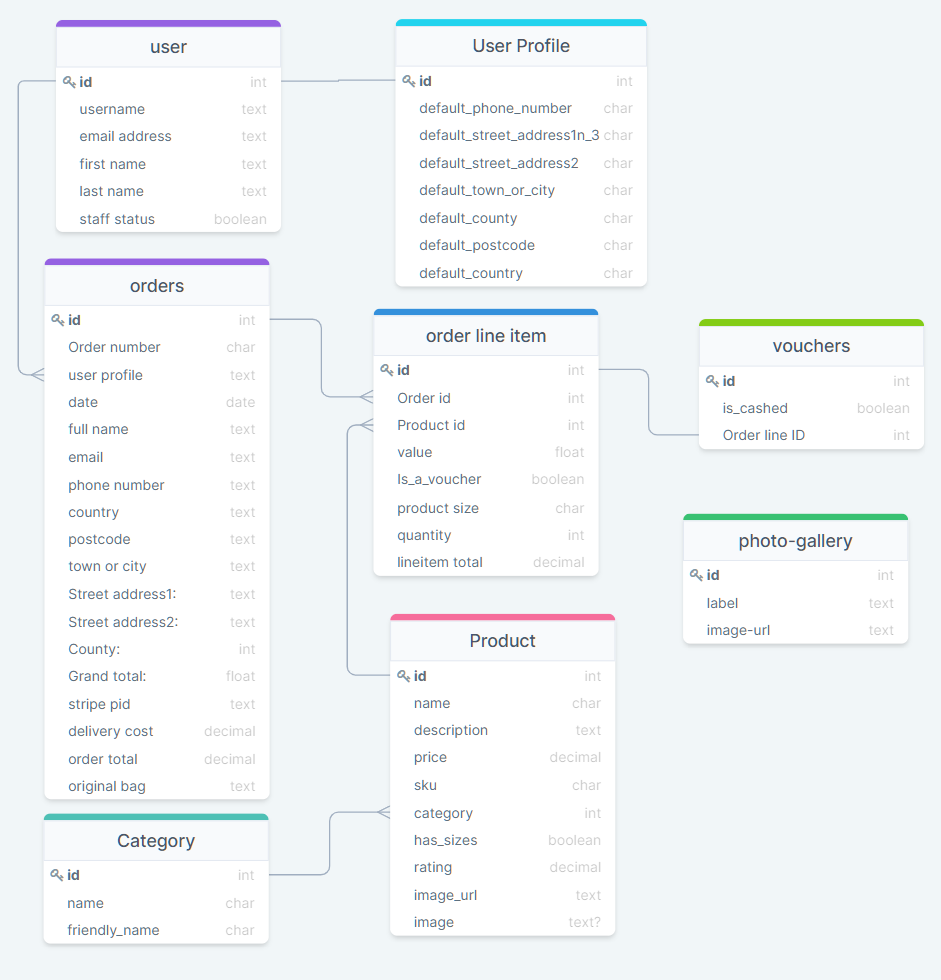 user
id int
username text
email address text
first name text
last name text
staff status boolean
User Profile
id int
default_phone_number char
default_street_address1n_3 char
default_street_address2 char
default_town_or_city char
default_county char
default_postcode char
default_country char
orders
id int
Order number char
user profile text
date date
full name text
email text
phone number text
country text
postcode text
town or city text
Street address1: text
Street address2: text
County: int
Grand total: float
stripe pid text
delivery cost decimal
order total decimal
original bag text
order line item
id int
Order id int
Product id int
value float
Is_a_voucher boolean
product size char
quantity int
lineitem total decimal
vouchers
id int
is_cashed boolean
Order line ID int
photo-gallery
id int
label text
image-url text
Product
id int
name char
description text
price decimal
sku char
category int
has_sizes boolean
rating decimal
image_url text
image text?
Category
id int
name char
friendly_name char